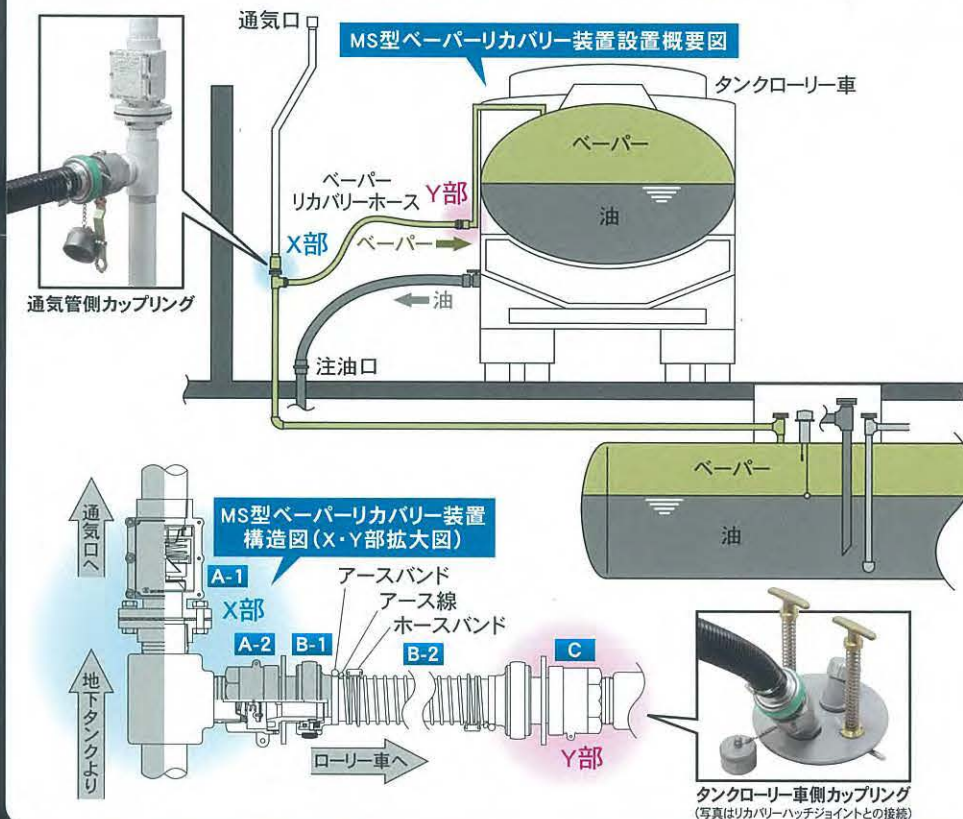 通気口
MS型ベーパーリカバリー装置設置概要図
タンクローリー車
ベーパー
油
ベーパー
リカバリーホース
Y部
X部
ベーパー
油
通気管側カップリング
注油口
ベーパー
油
MS型ベーパーリカバリー装置
構造図(X・Y部拡大図)
通気口へ
A-1
X部
アースバンド
アース線
ホースバンド
A-2
B-1
B-2
C
地下タンクより
ローリー車へ
Y部
タンクローリー車側カップリング
(写真はリカバリーハッチジョイントとの接続)